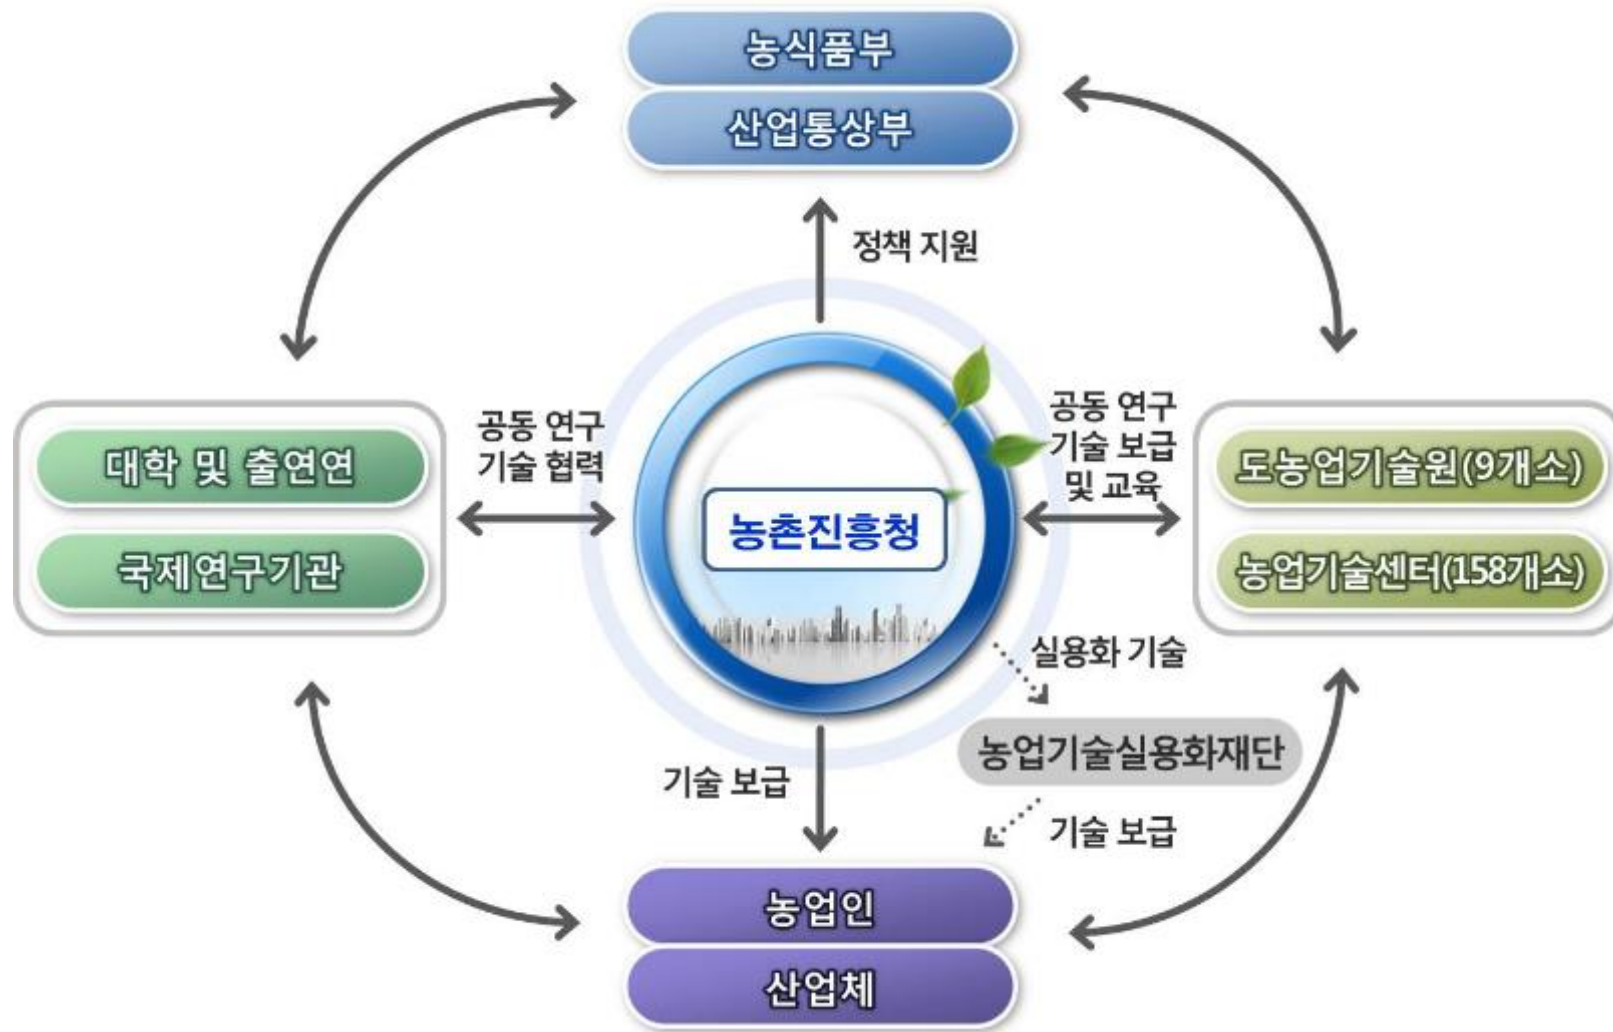 농식품부
산업통상부
정책 지원
공동 연구
기술 협력
공동 연구
기술 보급
및 교육
대학 및 출연연
국제연구기관
농촌진흥청
도농업기술원(9개소)
농업기술센터(158개소)
실용화 기술
농업기술실용화재단
기술 보급
기술 보급
농업인
산업체